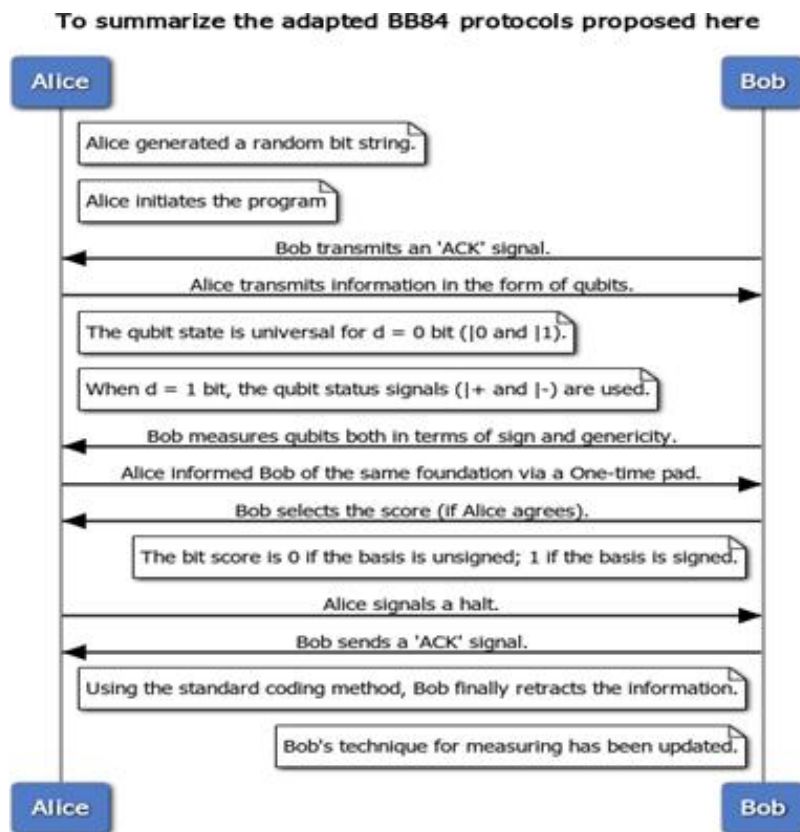 To summarize the adapted BB84 protocols proposed here
Alice Bob
Alice generated a random bit string.
Alice initiates the program
Bob transmits an 'ACK' signal.
Alice transmits information in the form of qubits.
The qubit state is universal for d = 0 bit (|0 and |1).
When d = 1 bit, the qubit status signals (|+ and |-) are used.
Bob measures qubits both in terms of sign and genericity.
Alice informed Bob of the same foundation via a One-time pad.
Bob selects the score (if Alice agrees).
The bit score is 0 if the basis is unsigned; 1 if the basis is signed.
Alice signals a halt.
Bob sends a 'ACK' signal.
Using the standard coding method, Bob finally retracts the information.
Bob's technique for measuring has been updated.
Alice Bob